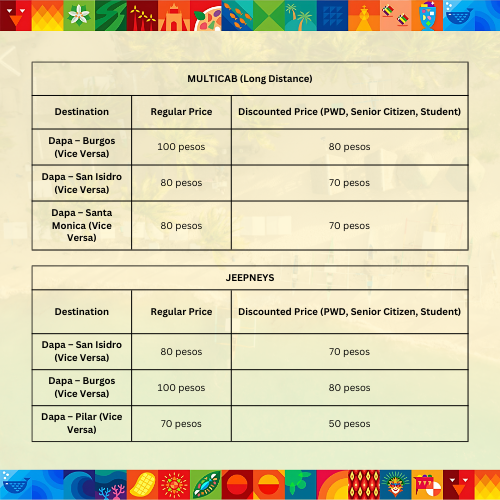 MULTICAB (Long Distance)
Destination Regular Price Discounted Price (PWD, Senior Citizen, Student)
Dapa – Burgos
(Vice Versa)
100 pesos 80 pesos
Dapa – San Isidro
(Vice Versa)
80 pesos 70 pesos
Dapa – Santa
Monica (Vice
Versa)
80 pesos 70 pesos
JEEPNEYS
Destination Regular Price Discounted Price (PWD, Senior Citizen, Student)
Dapa – San Isidro
(Vice Versa)
80 pesos 70 pesos
Dapa – Burgos
(Vice Versa)
100 pesos 80 pesos
Dapa – Pilar (Vice
Versa)
70 pesos 50 pesos